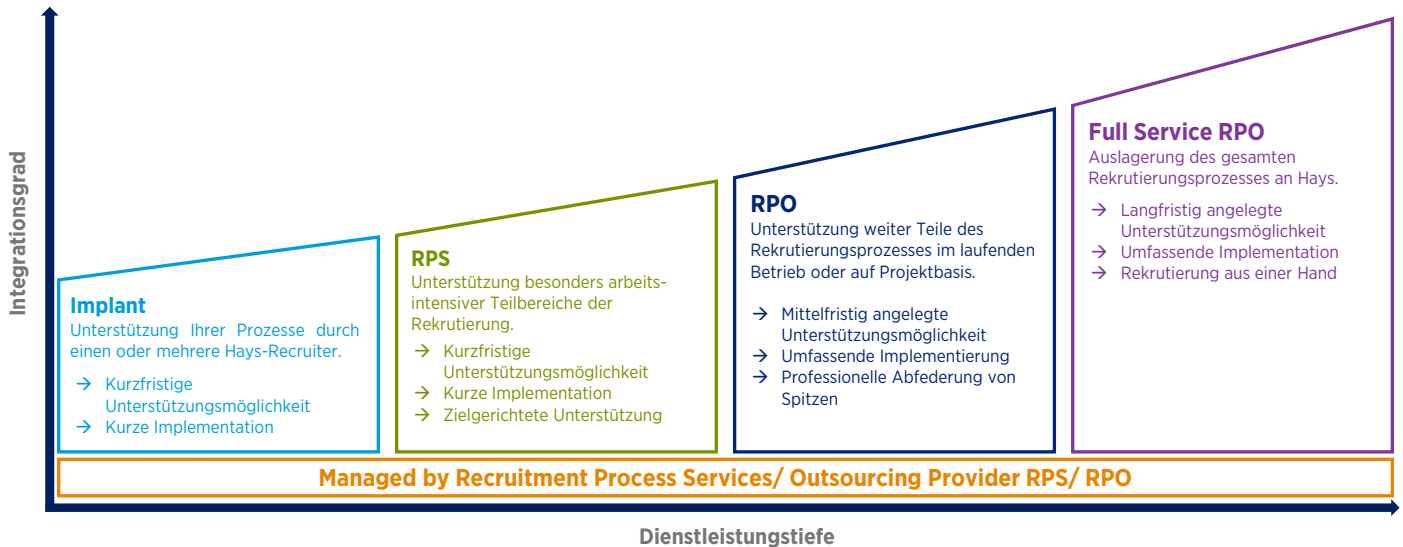 Integrationsgrad
Implant
Unterstützung Ihrer Prozesse durch
einen oder mehrere Hays-Recruiter.
→ Kurzfristige
Unterstützungsmöglichkeit
→ Kurze Implementation
RPS
Unterstützung besonders arbeits-
intensiver Teilbereiche der
Rekrutierung.
→ Kurzfristige
Unterstützungsmöglichkeit
→ Kurze Implementation
→ Zielgerichtete Unterstützung
RPO
Unterstützung weiter Teile des
Rekrutierungsprozesses im laufenden
Betrieb oder auf Projektbasis.
→ Mittelfristig angelegte
Unterstützungsmöglichkeit
→ Umfassende Implementierung
→ Professionelle Abfederung von
Spitzen
Full Service RPO
Auslagerung des gesamten
Rekrutierungsprozesses an Hays.
→ Langfristig angelegte
Unterstützungsmöglichkeit
→ Umfassende Implementation
→ Rekrutierung aus einer Hand
Managed by Recruitment Process Services/ Outsourcing Provider RPS/ RPO
Dienstleistungstiefe